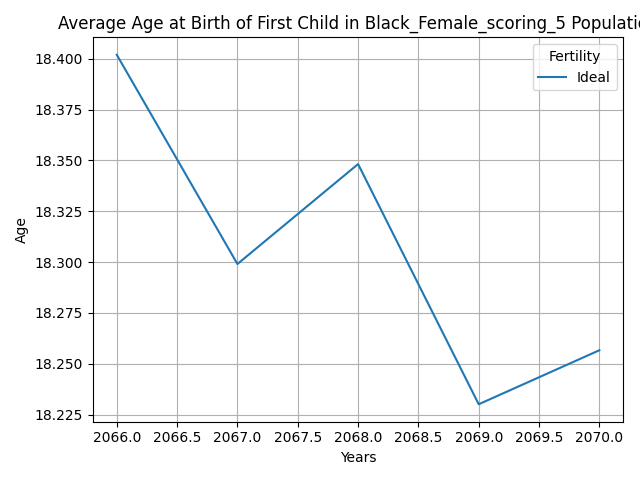 Average Age at Birth of First Child in Black_Female_scoring_5 Populatio
Fertility
Ideal
Age
18.400
18.375
18.350
18.325
18.300
18.275
18.250
18.225
2066.0 2066.5 2067.0 2067.5 2068.0 2068.5 2069.0 2069.5 2070.0
Years